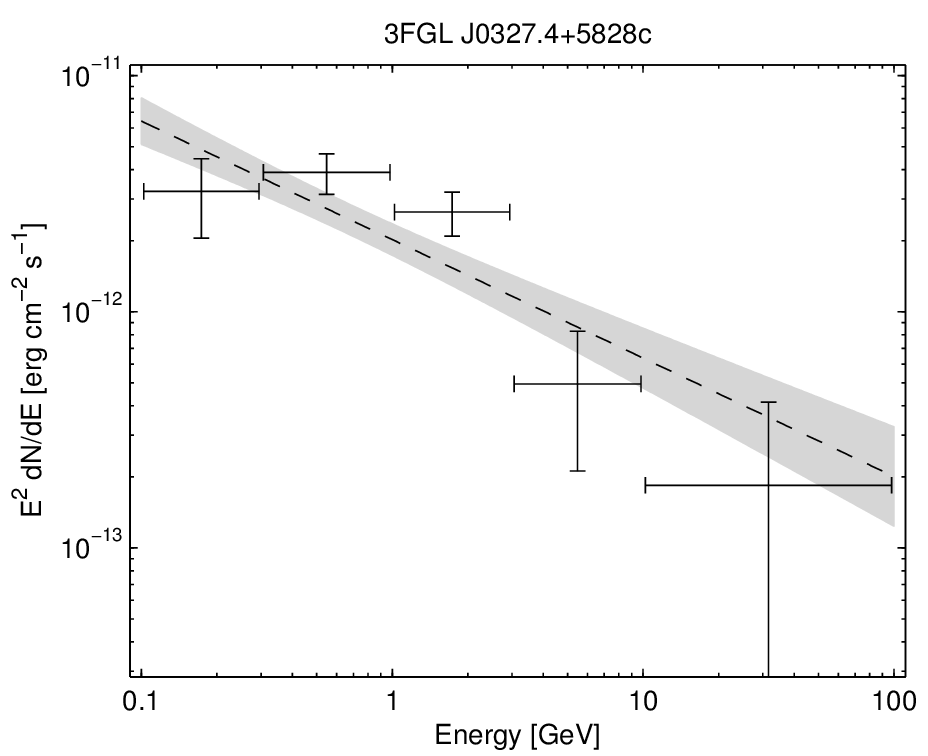 3FGL J0327.4+5828c
10⁻¹¹
10⁻¹²
10⁻¹³
E² dN/dE [erg cm⁻² s⁻¹]
0.1 1 10 100
Energy [GeV]